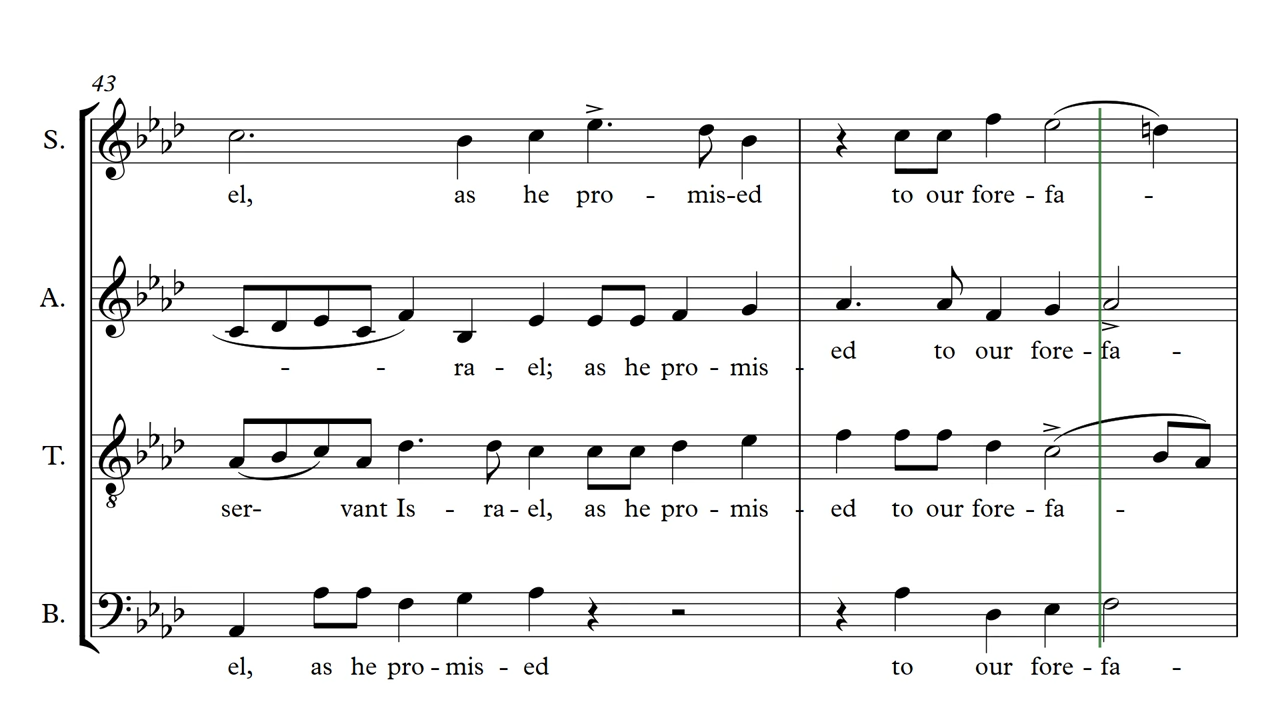 43
S.
el, as he pro - mis-ed to our fore - fa -
A.
- - ra - el; as he pro - mis - ed to our fore - fa -
T.
8
ser- vant Is - ra - el, as he pro - mis - ed to our fore - fa -
B.
el, as he pro - mis - ed to our fore - fa -